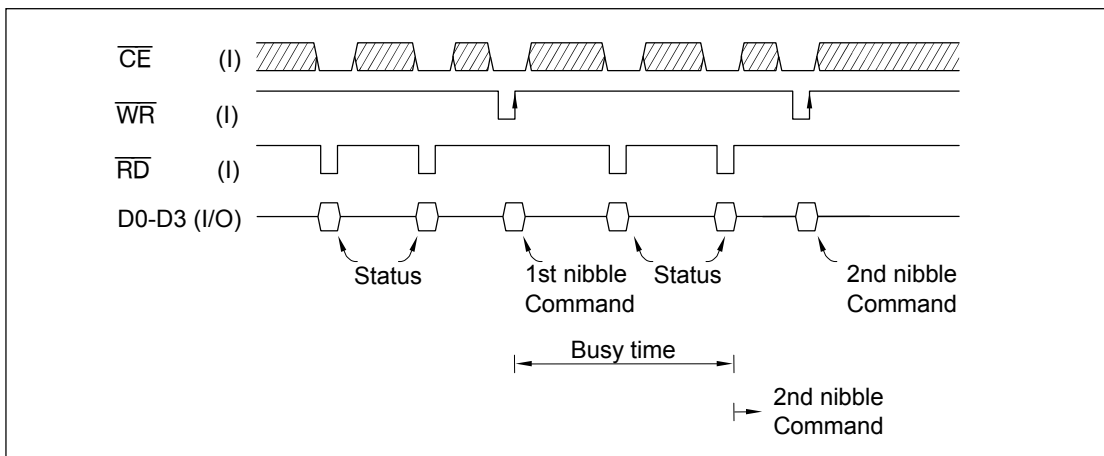 CE (I)
WR (I)
RD (I)
D0-D3 (I/O)
Status
1st nibble
Command
Status
2nd nibble
Command
Busy time
2nd nibble
Command